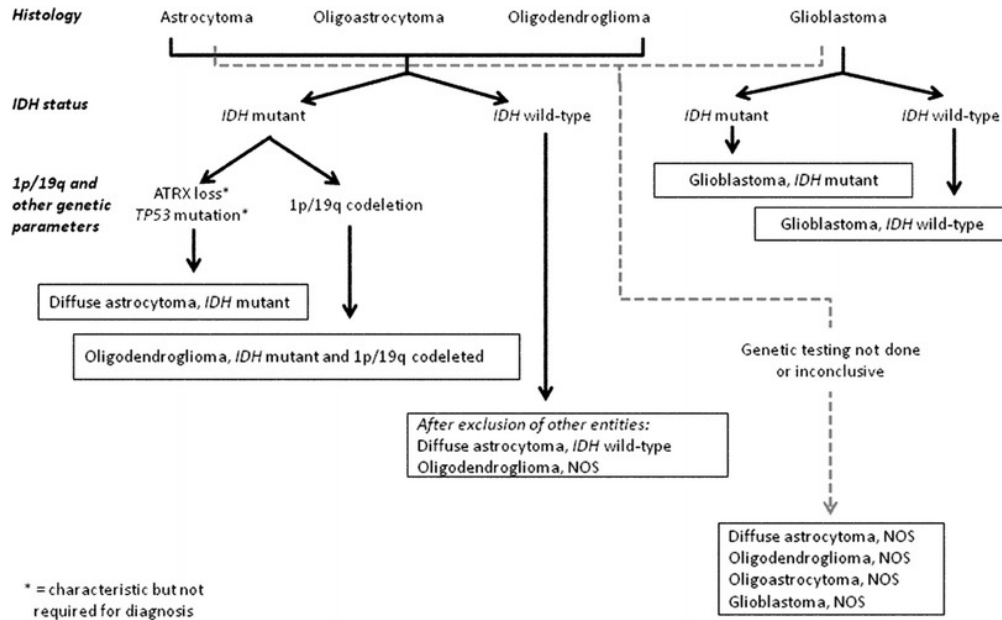 Histology
Astrocytoma
Oligoastrocytoma
Oligodendroglioma
Glioblastoma
IDH status
IDH mutant
IDH wild-type
IDH mutant
IDH wild-type
1p/19q and
other genetic
parameters
ATRX loss*
TP53 mutation*
1p/19q codeletion
Glioblastoma, IDH mutant
Glioblastoma, IDH wild-type
Diffuse astrocytoma, IDH mutant
Oligodendroglioma, IDH mutant and 1p/19q codeleted
Genetic testing not done
or inconclusive
After exclusion of other entities:
Diffuse astrocytoma, IDH wild-type
Oligodendroglioma, NOS
Diffuse astrocytoma, NOS
Oligodendroglioma, NOS
Oligoastrocytoma, NOS
Glioblastoma, NOS
* = characteristic but not
required for diagnosis